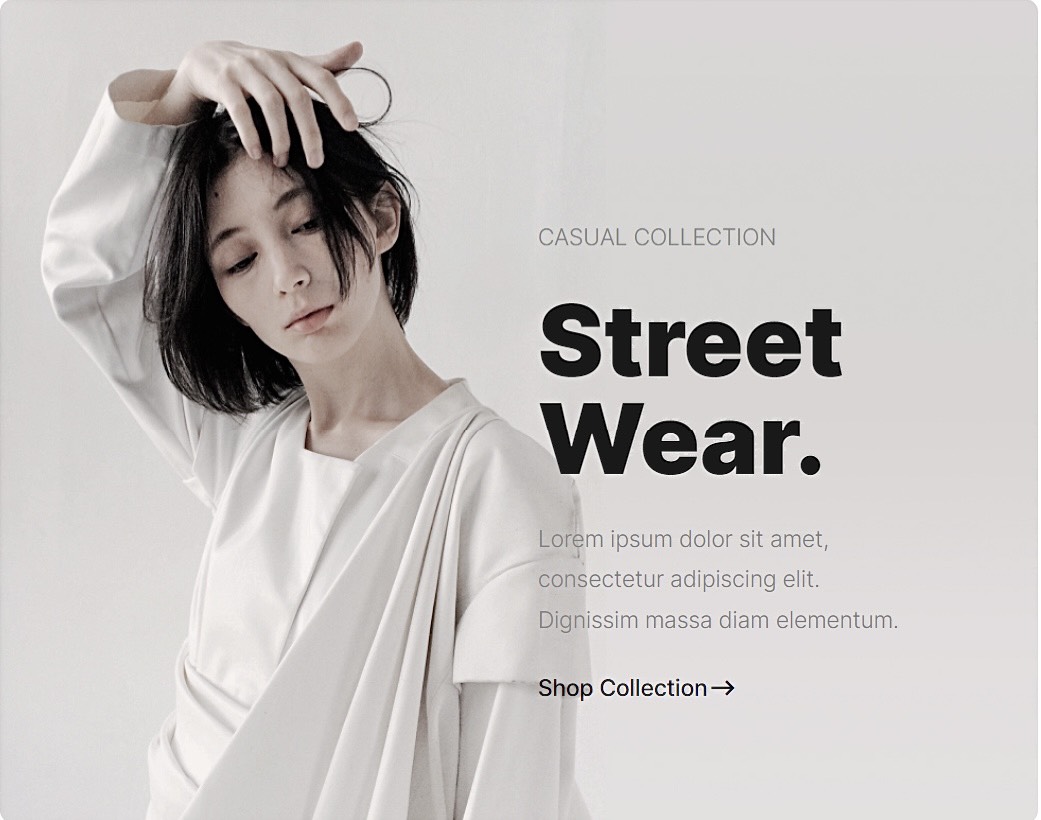 CASUAL COLLECTION
Street
Wear.
Lorem ipsum dolor sit amet,
consectetur adipiscing elit.
Dignissim massa diam elementum.
Shop Collection→